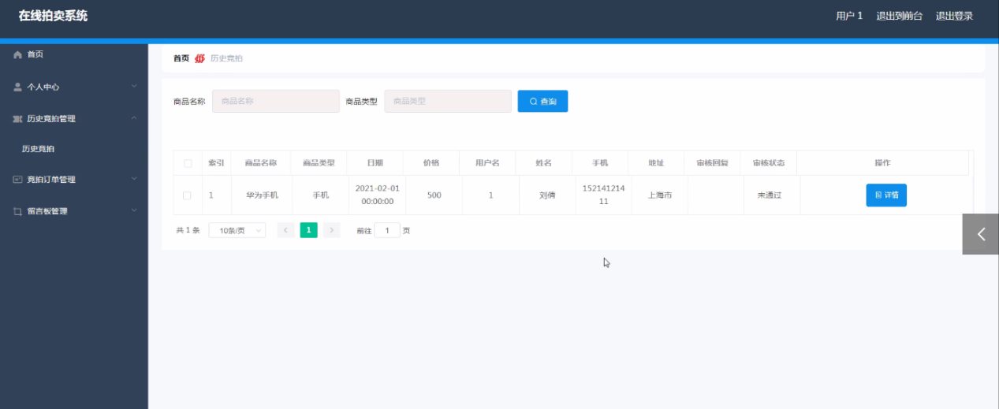 在线拍卖系统
用户 1 退出到前台 退出登录
首页
个人中心
历史竞拍管理
历史竞拍
竞拍订单管理
留言板管理
首页 历史竞拍
商品名称 商品名称 商品类型 商品类型 查询
索引 商品名称 商品类型 日期 价格 用户名 姓名 手机 地址 审核回复 审核状态 操作
1 华为手机 手机 2021-02-01 00:00:00 500 1 刘倩 15214121411 上海市 未通过 详情
共 1 条 10条/页 1 前往 1 页